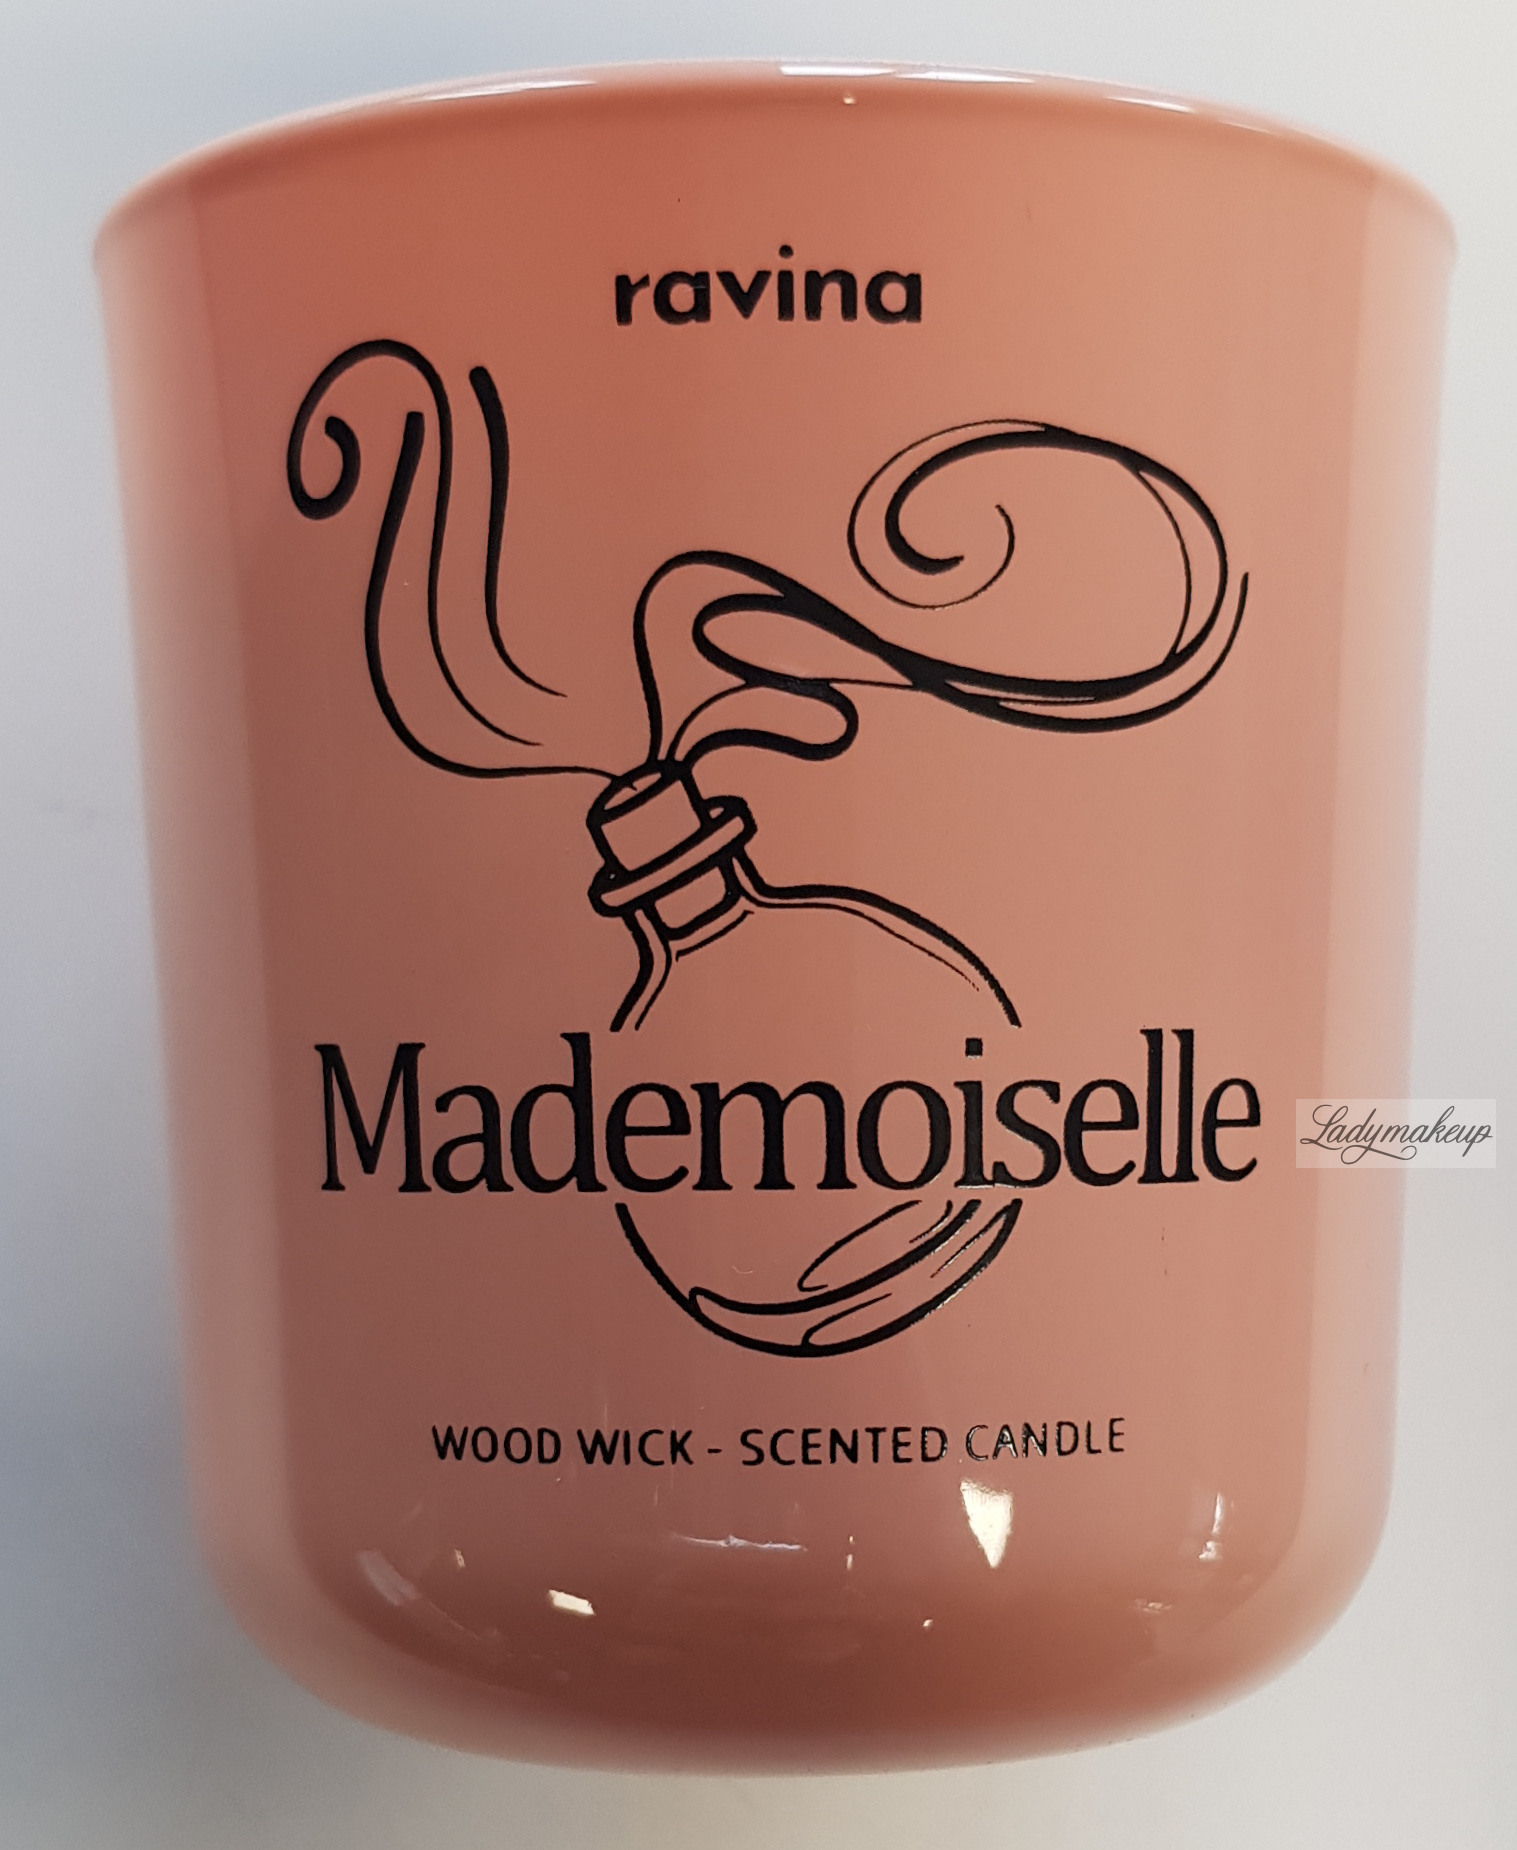 ravina
Mademoiselle
Ladymakeup
WOOD WICK - SCENTED CANDLE